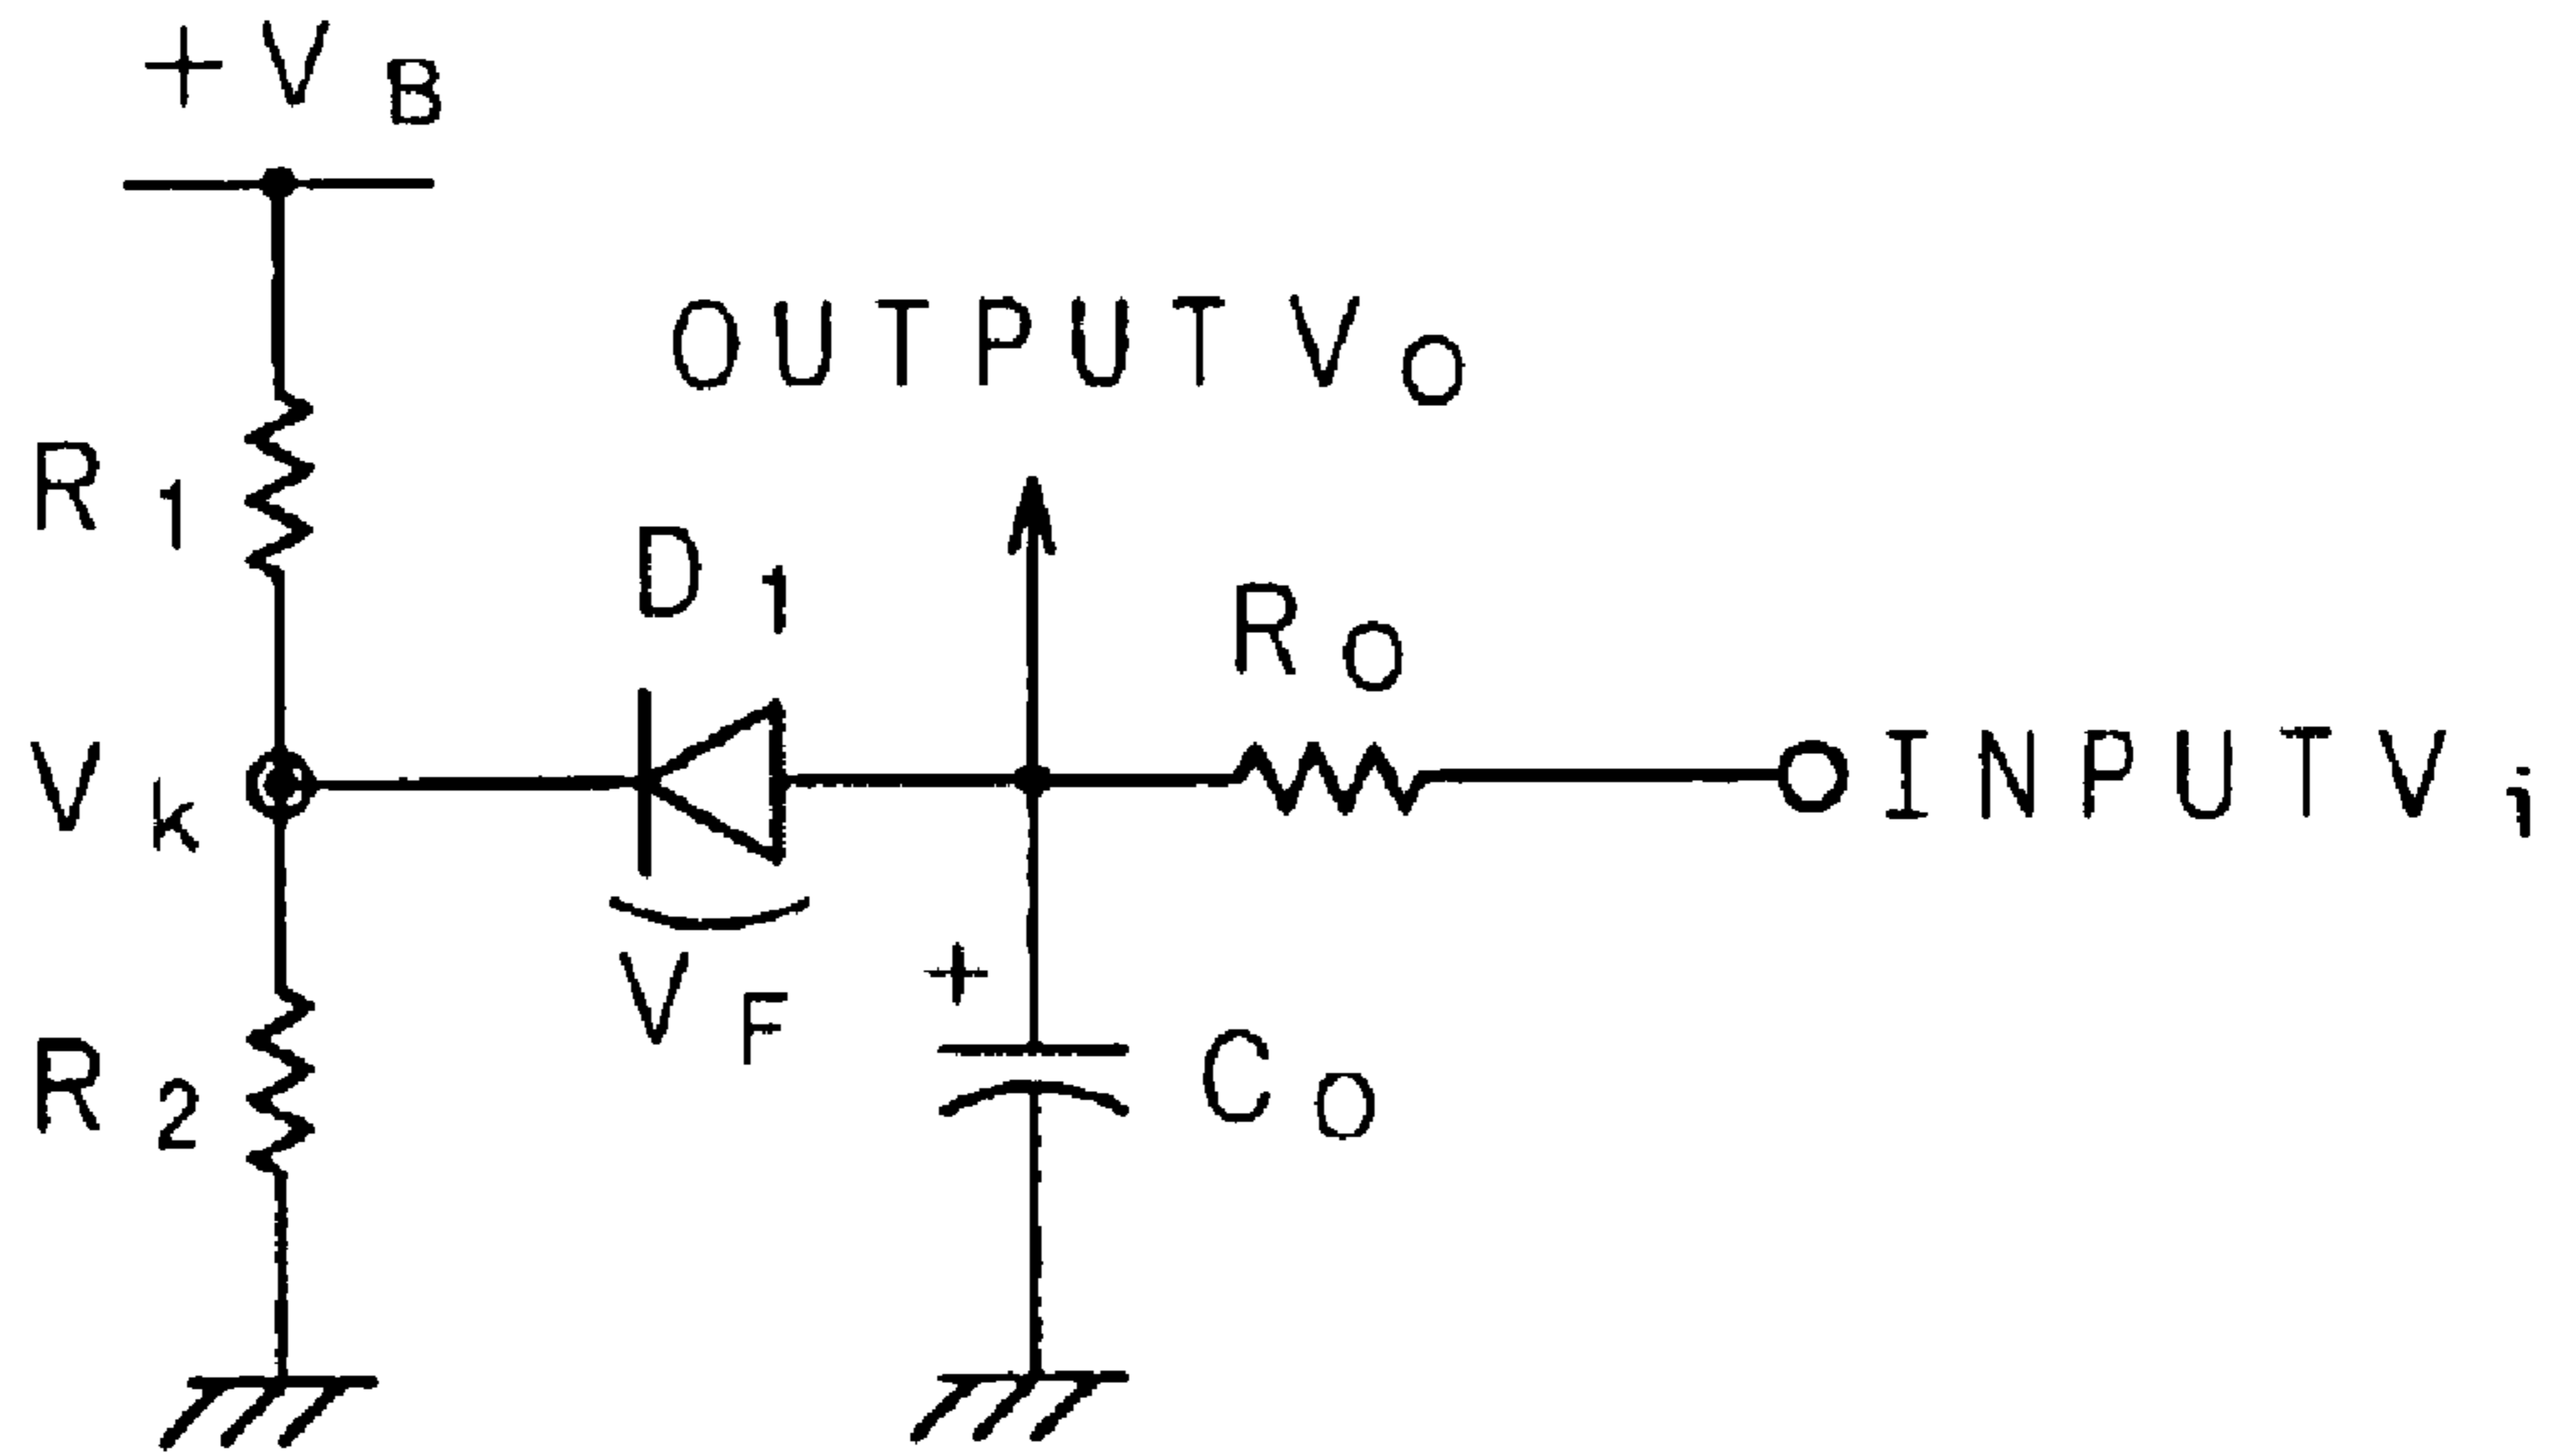 +V B
OUTPUT V O
R 1
D 1
R O
V k
INPUT V i
V F
+
C O
R 2